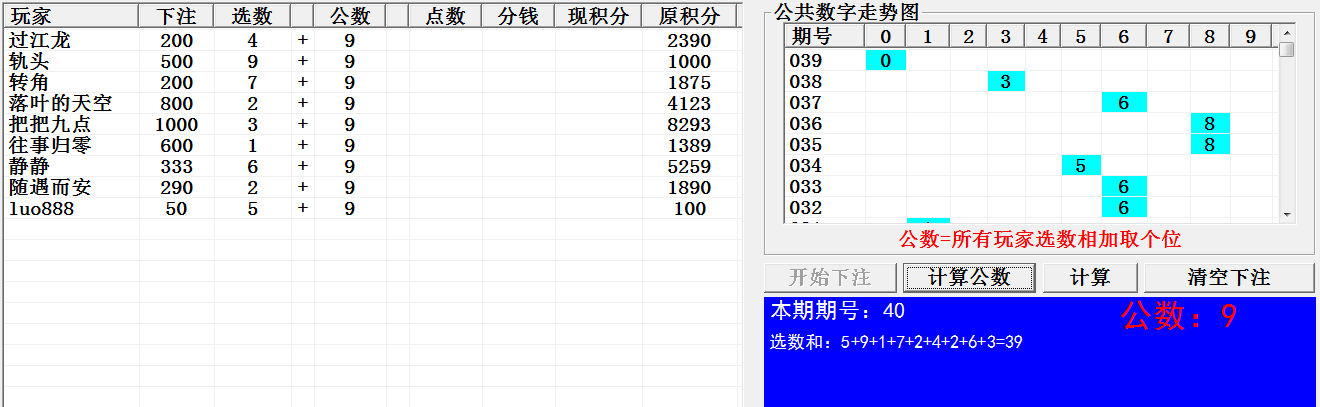 玩家 下注 选数 公数 点数 分钱 现积分 原积分
过江龙 200 4 + 9 2390
轨头 500 9 + 9 1000
转角 200 7 + 9 1875
落叶的天空 800 2 + 9 4123
把把九点 1000 3 + 9 8293
往事归零 600 1 + 9 1389
静静 333 6 + 9 5259
随遇而安 290 2 + 9 1890
luo888 50 5 + 9 100
公共数字走势图
期号 0 1 2 3 4 5 6 7 8 9
039 0
038 3
037 6
036 8
035 8
034 5
033 6
032 6
公数=所有玩家选数相加取个位
开始下注 计算公数 计算 清空下注
本期期号：40 公数：9
选数和：5+9+1+7+2+4+2+6+3=39